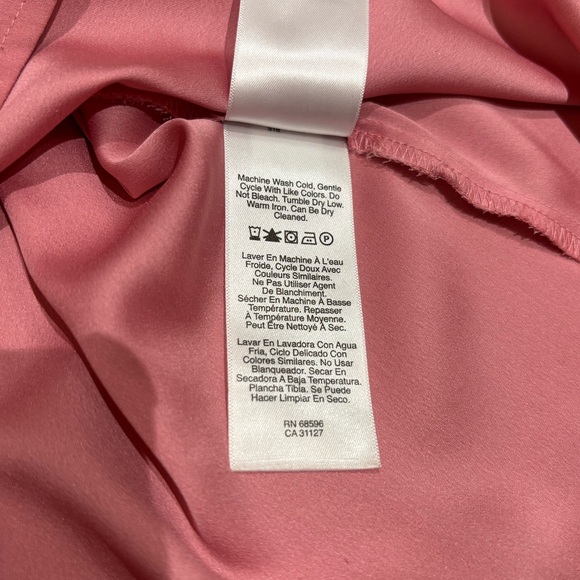 Machine Wash Cold, Gentle
Cycle With Like Colors. Do
Not Bleach. Tumble Dry Low.
Warm Iron. Can Be Dry
Cleaned.
P
Laver En Machine À L'eau
Froide, Cycle Doux Avec
Couleurs Similaires.
Ne Pas Utiliser Agent
De Blanchiment.
Sécher En Machine À Basse
Température. Repasser
À Température Moyenne.
Peut Être Nettoyé À Sec.
Lavar En Lavadora Con Agua
Fria, Ciclo Delicado Con
Colores Similares. No Usar
Blanqueador. Secar En
Secadora A Baja Temperatura.
Plancha Tibia. Se Puede
Hacer Limpiar En Seco.
RN 68596
CA 31127